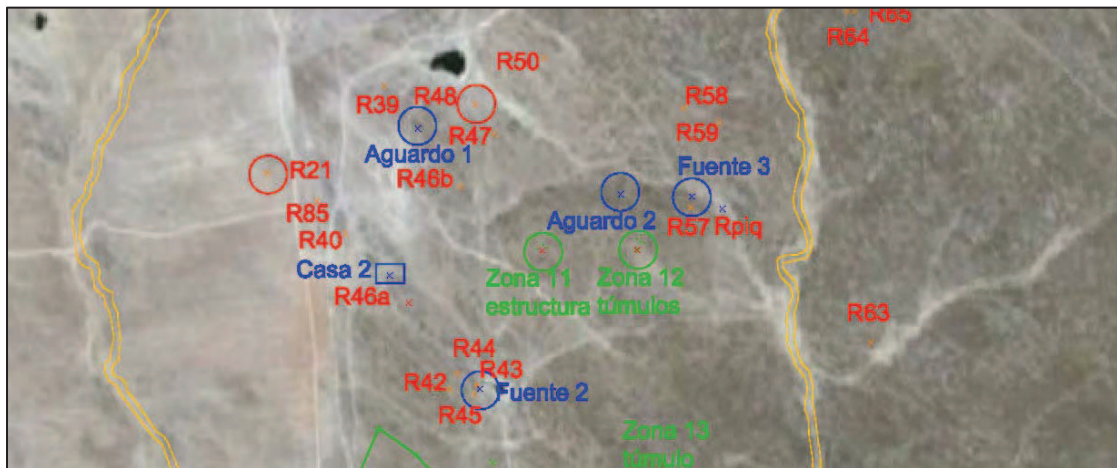 R65
R64
R50
R39
R48
R58
R47
R59
Aguardo 1
R21
R46b
Fuente 3
R85
Aguardo 2
R57
Rpiq
R40
Casa 2
Zona 11
estructura
Zona 12
túmulos
R46a
R63
R44
R43
R42
Fuente 2
R45
Zona 13
túmulo